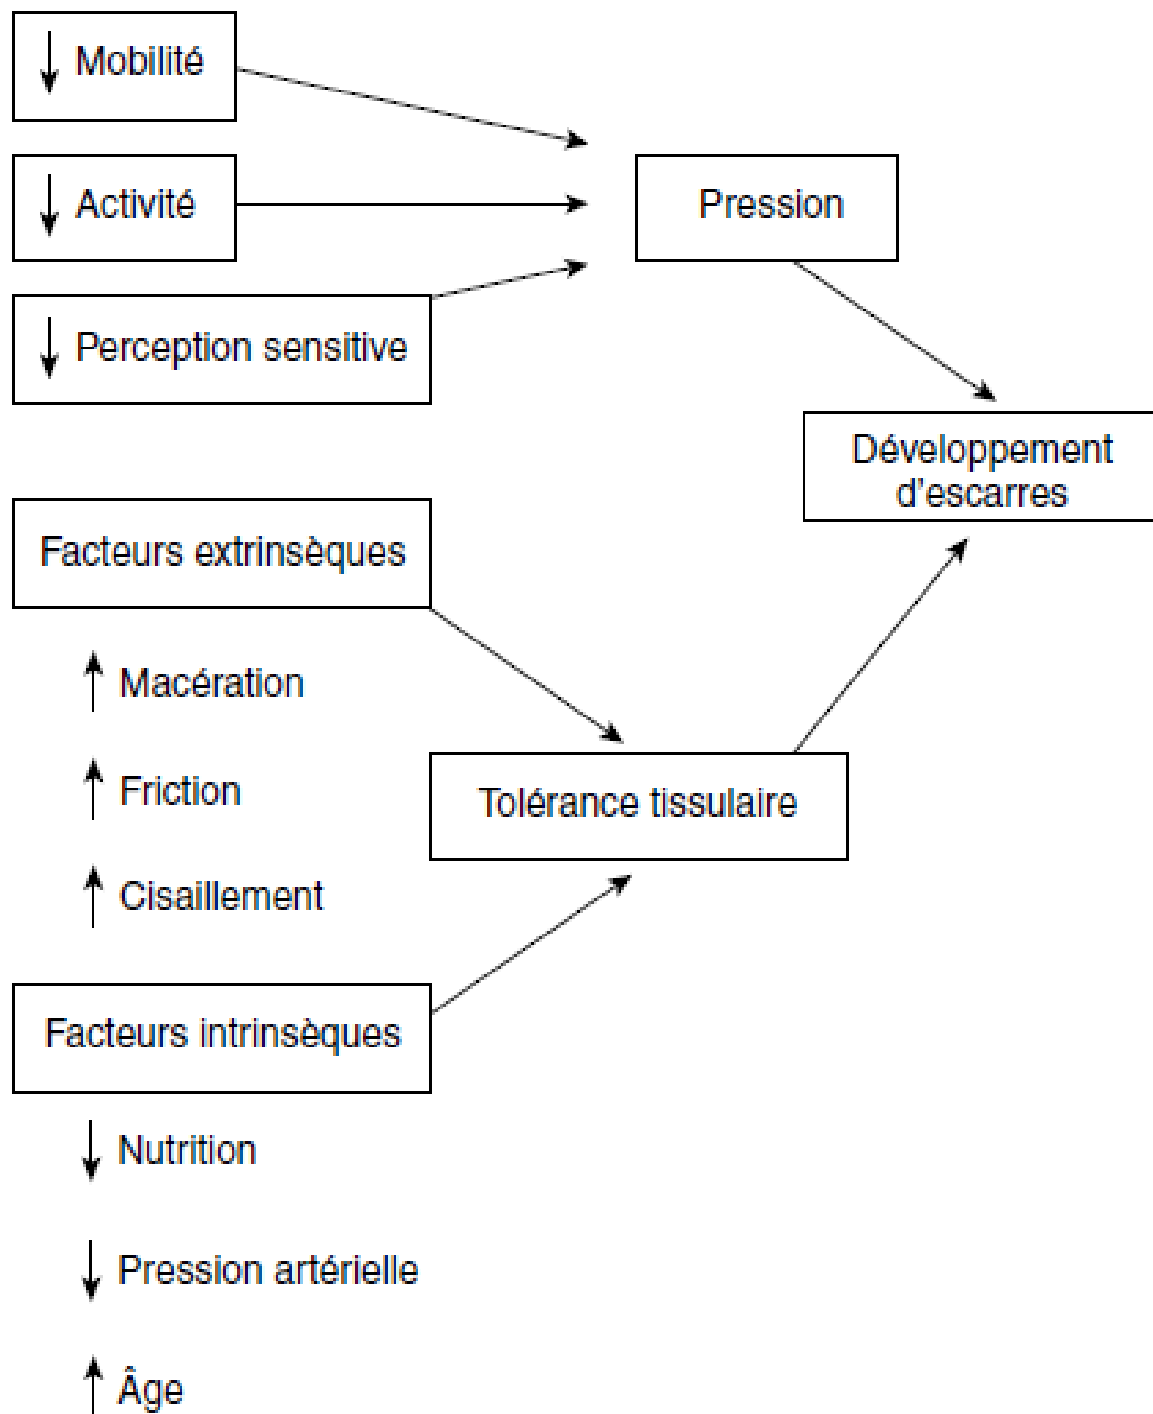 ↓ Mobilité
↓ Activité
Pression
↓ Perception sensitive
Développement
d'escarres
Facteurs extrinsèques
↑ Macération
↑ Friction
Tolérance tissulaire
↑ Cisaillement
Facteurs intrinsèques
↓ Nutrition
↓ Pression artérielle
↑ Âge